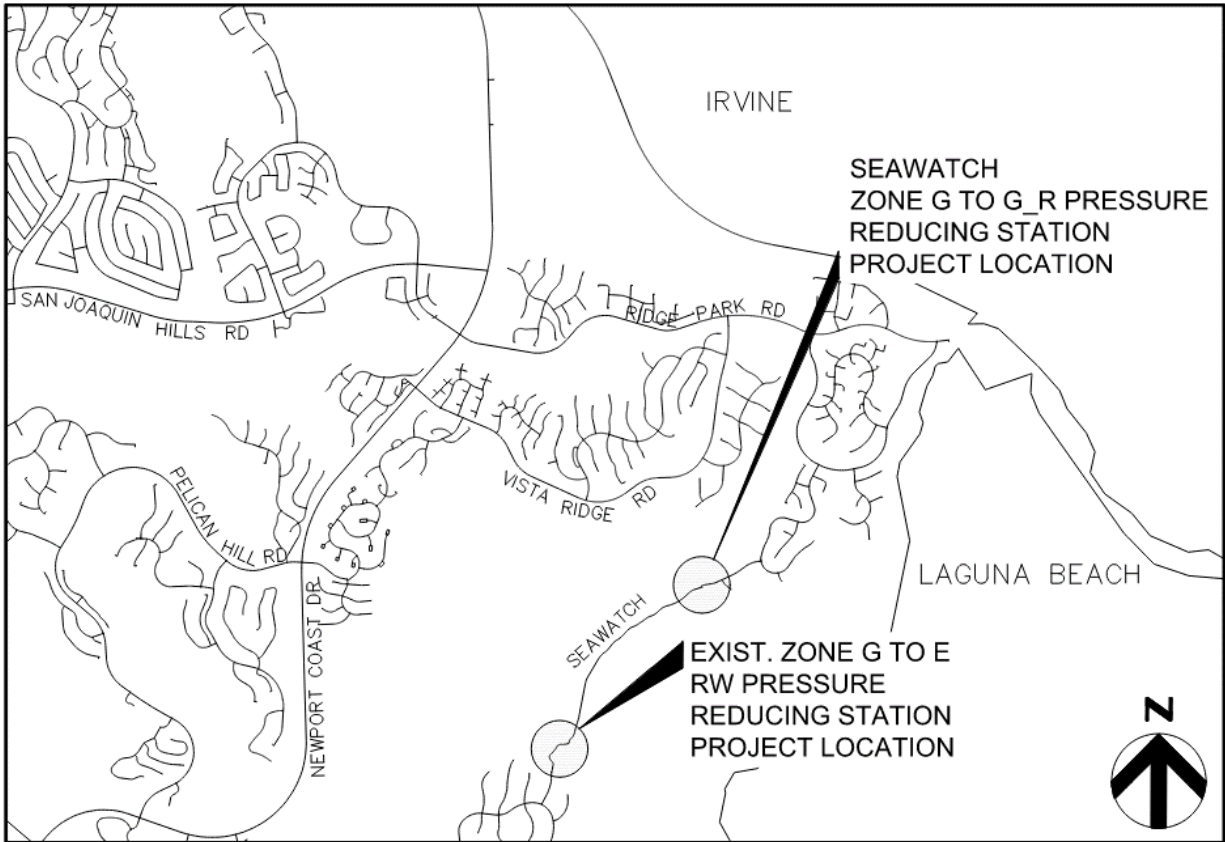 IRVINE
SEAWATCH
ZONE G TO G_R PRESSURE
REDUCING STATION
PROJECT LOCATION
SAN JOAQUIN HILLS RD
RIDGE PARK RD
VISTA RIDGE RD
PELICAN HILL RD
NEWPORT COAST DR
LAGUNA BEACH
SEAWATCH
EXIST. ZONE G TO E
RW PRESSURE
REDUCING STATION
PROJECT LOCATION
N